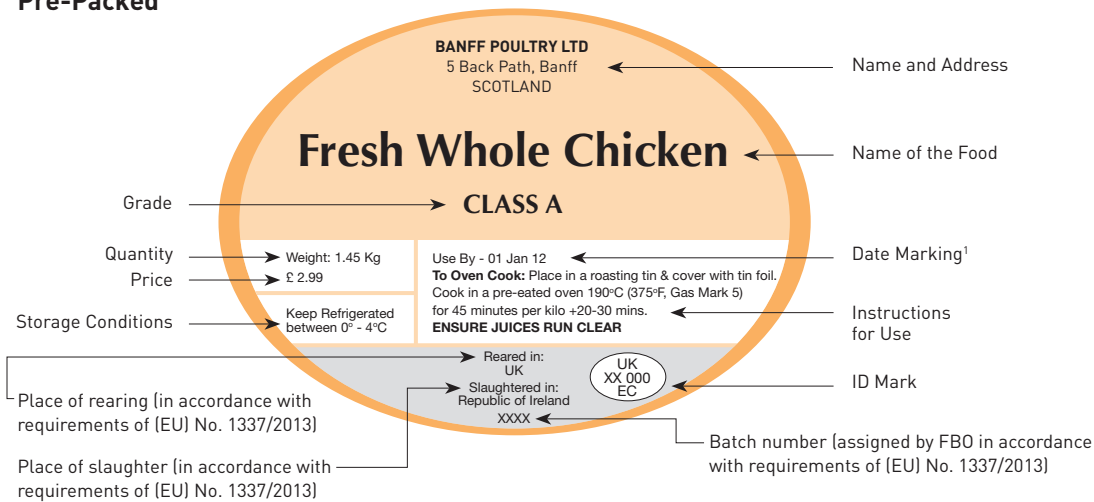 Pre-Packed
BANFF POULTRY LTD
5 Back Path, Banff
SCOTLAND
Name and Address
Fresh Whole Chicken
Name of the Food
Grade
CLASS A
Quantity
Weight: 1.45 Kg
Price
£ 2.99
Storage Conditions
Keep Refrigerated
between 0º - 4ºC
Use By - 01 Jan 12
Date Marking¹
To Oven Cook: Place in a roasting tin & cover with tin foil.
Cook in a pre-eated oven 190ºC (375ºF, Gas Mark 5)
for 45 minutes per kilo +20-30 mins.
ENSURE JUICES RUN CLEAR
Instructions
for Use
Reared in:
UK
Slaughtered in:
Republic of Ireland
XXXX
UK
XX 000
EC
ID Mark
Place of rearing (in accordance with
requirements of (EU) No. 1337/2013)
Place of slaughter (in accordance with
requirements of (EU) No. 1337/2013)
Batch number (assigned by FBO in accordance
with requirements of (EU) No. 1337/2013)